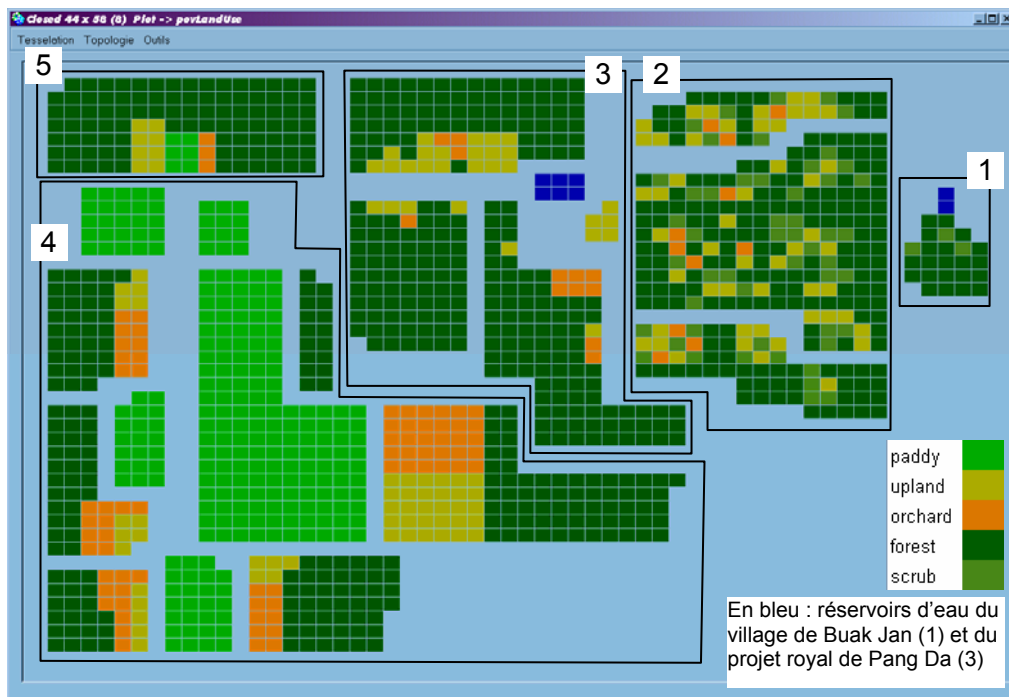 Closed 44 x 58 (8) Plot -> povLandUse
Tesselation Topologie Outils
5
3
2
1
4
paddy
upland
orchard
forest
scrub
En bleu : réservoirs d'eau du
village de Buak Jan (1) et du
projet royal de Pang Da (3)